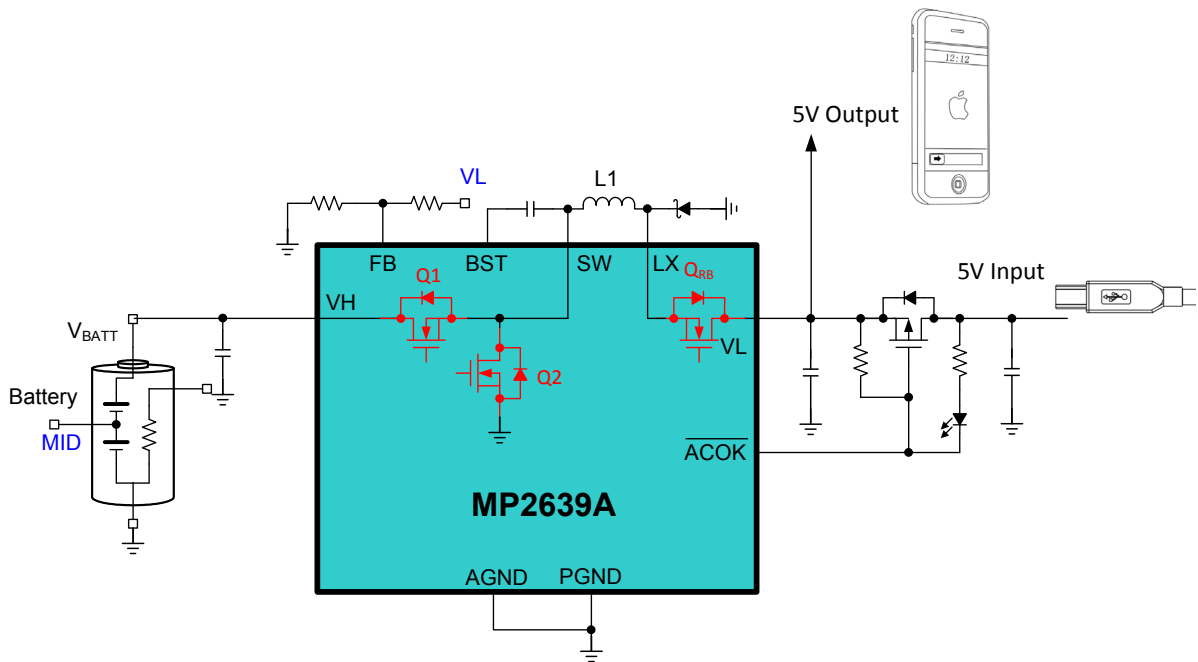 12:12
5V Output
VL
L1
FB
BST
SW
LX
5V Input
Q1
QRB
VH
VL
VBATT
Q2
Battery
MID
ACOK
MP2639A
AGND
PGND